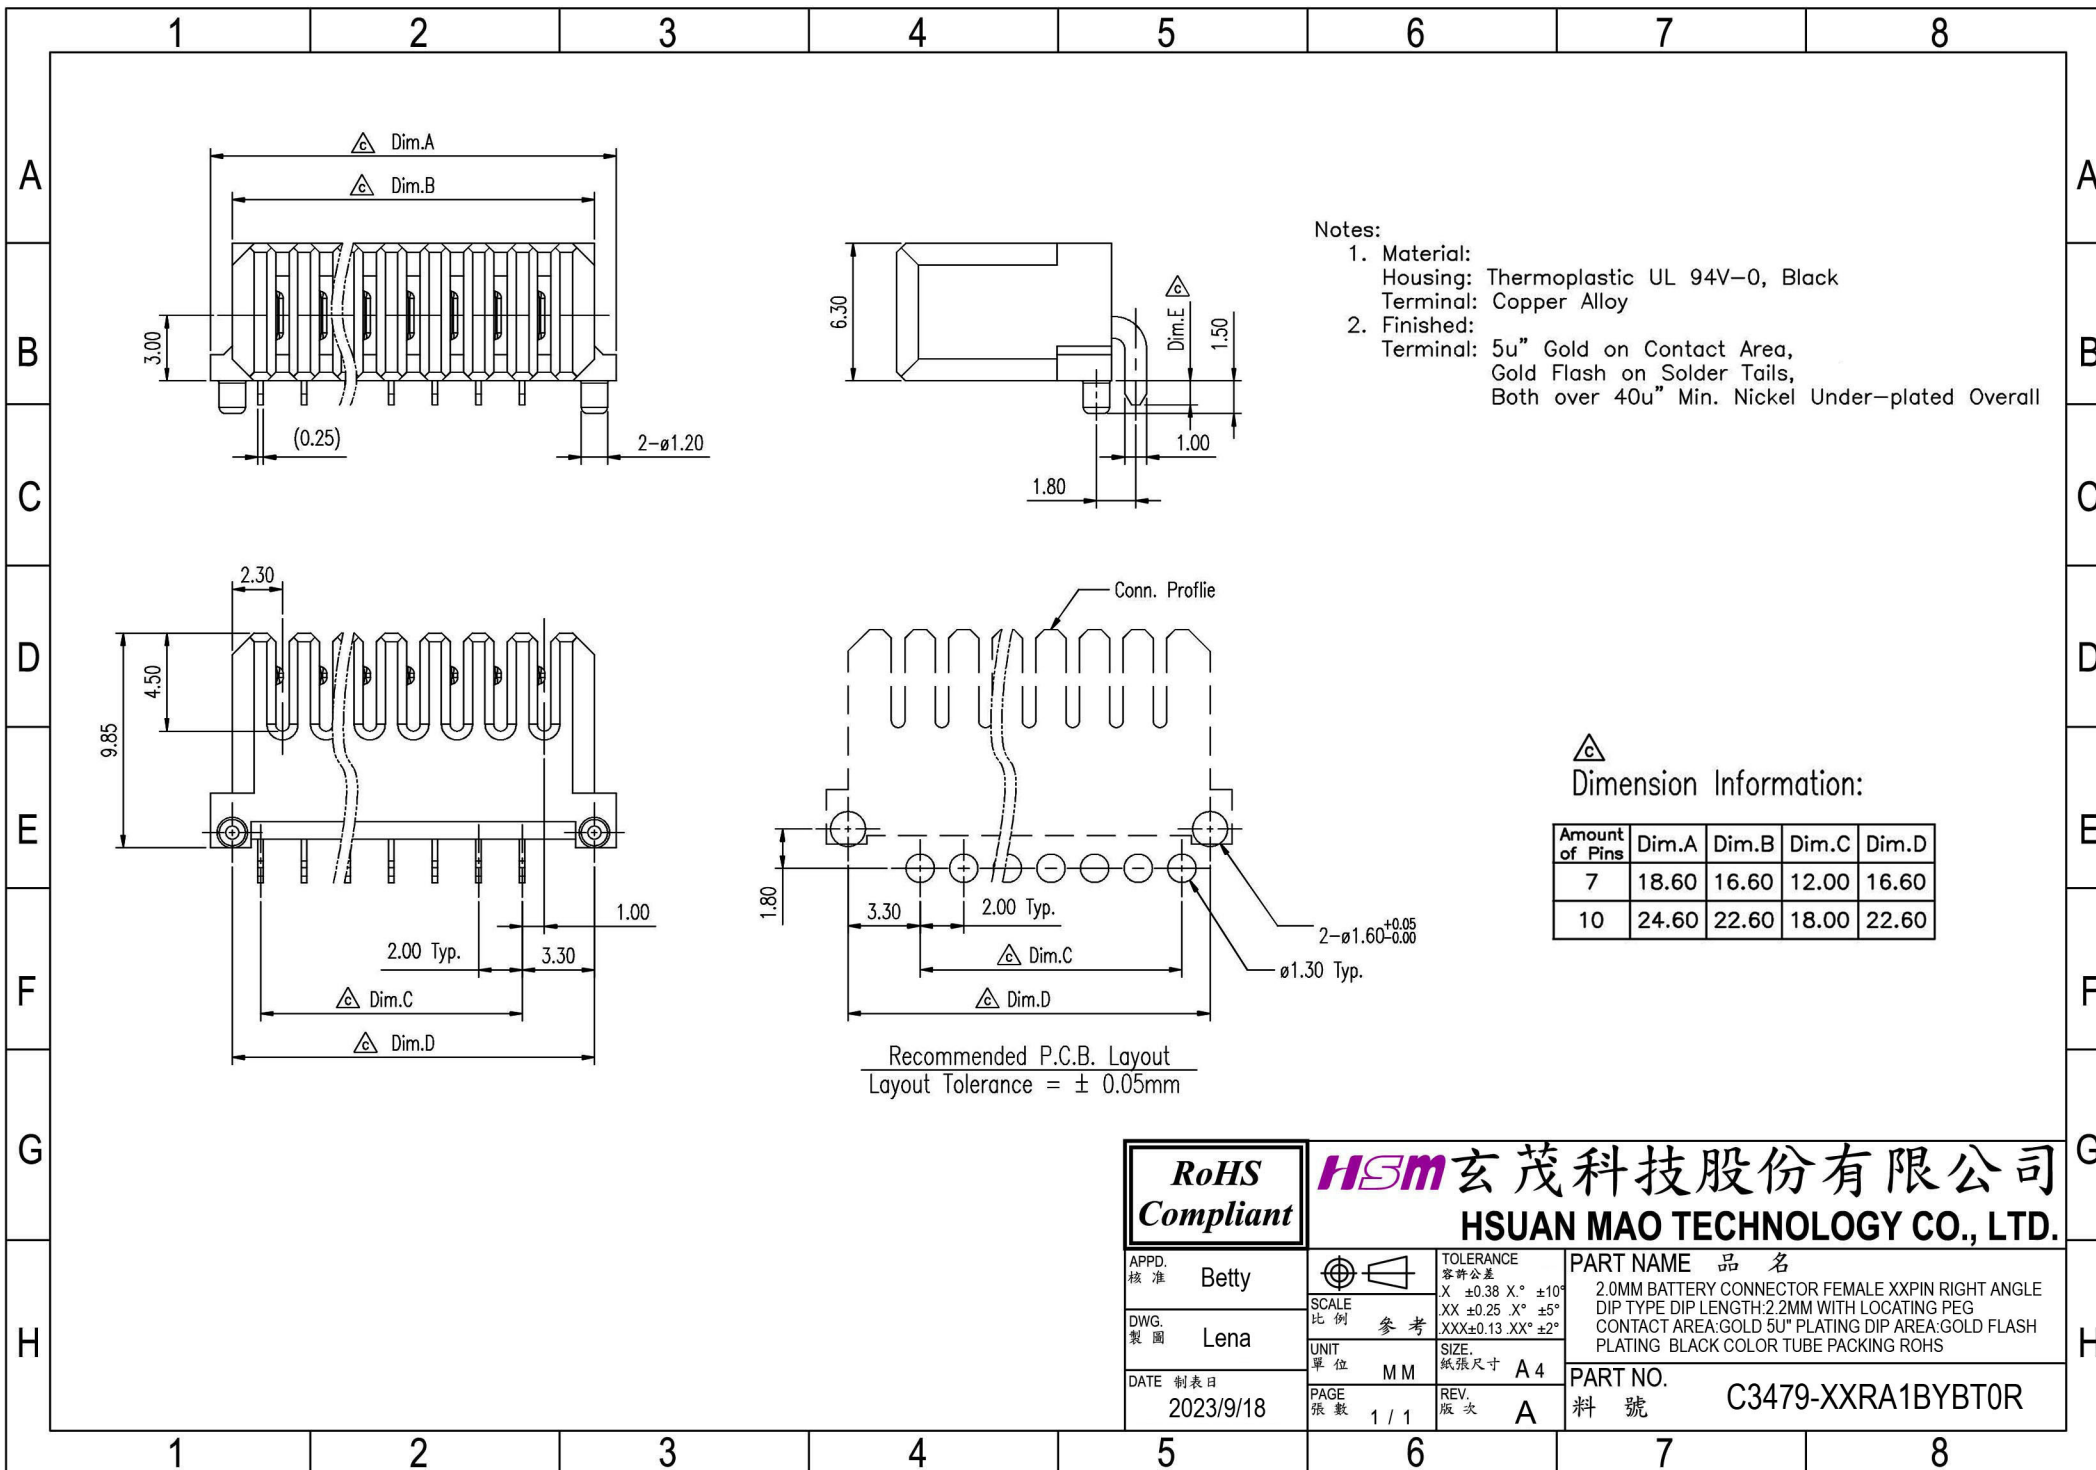 1 2 3 4 5 6 7 8
A A
B B
C C
D D
E E
F F
G G
H H
c Dim.A
c Dim.B
3.00
(0.25)
2-ø1.20
6.30
Dim.E c
1.50
1.00
1.80
Notes:
1. Material:
Housing: Thermoplastic UL 94V-0, Black
Terminal: Copper Alloy
2. Finished:
Terminal: 5u" Gold on Contact Area,
Gold Flash on Solder Tails,
Both over 40u" Min. Nickel Under-plated Overall
2.30
4.50
9.85
1.00
2.00 Typ.
3.30
c Dim.C
c Dim.D
Conn. Proflie
1.80
3.30
2.00 Typ.
c Dim.C
c Dim.D
2-ø1.60+0.05-0.00
ø1.30 Typ.
Recommended P.C.B. Layout
Layout Tolerance = ± 0.05mm
c
Dimension Information:
Amount of Pins Dim.A Dim.B Dim.C Dim.D
7 18.60 16.60 12.00 16.60
10 24.60 22.60 18.00 22.60
RoHS
Compliant
HSM 玄茂科技股份有限公司
HSUAN MAO TECHNOLOGY CO., LTD.
APPD.
核准 Betty
DWG.
製圖 Lena
DATE 制表日
2023/9/18
SCALE
比例 參考
UNIT
單位 MM
PAGE
張數 1 / 1
TOLERANCE
容許公差
.X ±0.38 X.° ±10°
.XX ±0.25 .X° ±5°
.XXX±0.13 .XX° ±2°
SIZE.
紙張尺寸 A4
REV.
版次 A
PART NAME 品名
2.0MM BATTERY CONNECTOR FEMALE XXPIN RIGHT ANGLE
DIP TYPE DIP LENGTH:2.2MM WITH LOCATING PEG
CONTACT AREA:GOLD 5U" PLATING DIP AREA:GOLD FLASH
PLATING BLACK COLOR TUBE PACKING ROHS
PART NO.
料號 C3479-XXRA1BYBT0R
1 2 3 4 5 6 7 8